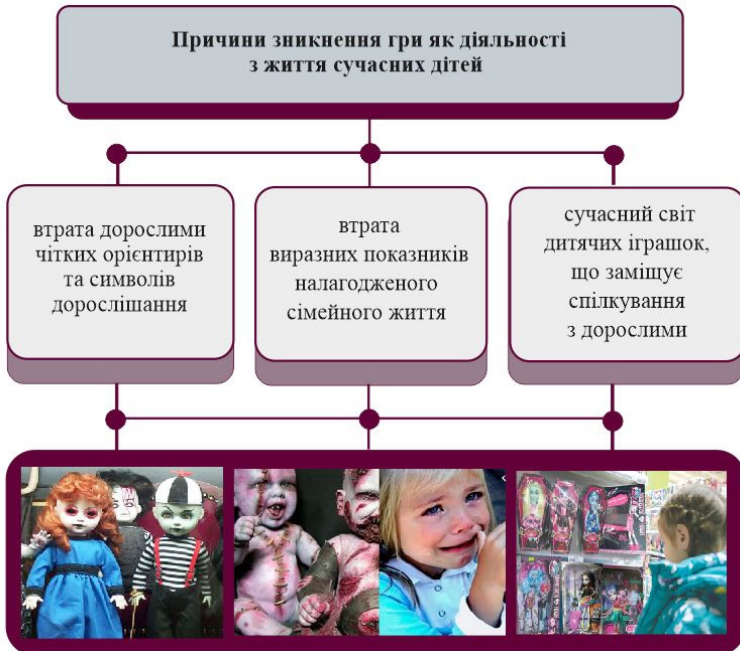 Причини зникнення гри як діяльності
з життя сучасних дітей
втрата дорослими
чітких орієнтирів
та символів
дорослішання
втрата
виразних показників
налагодженого
сімейного життя
сучасний світ
дитячих іграшок,
що заміщує
спілкування
з дорослими